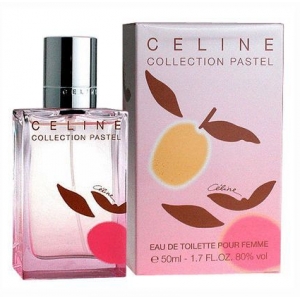 CELINE
COLLECTION PASTEL
Celine
CELINE
COLLECTION PASTEL
Celine
EAU DE TOILETTE POUR FEMME
℮ 50ml - 1.7 FL.OZ. 80% vol